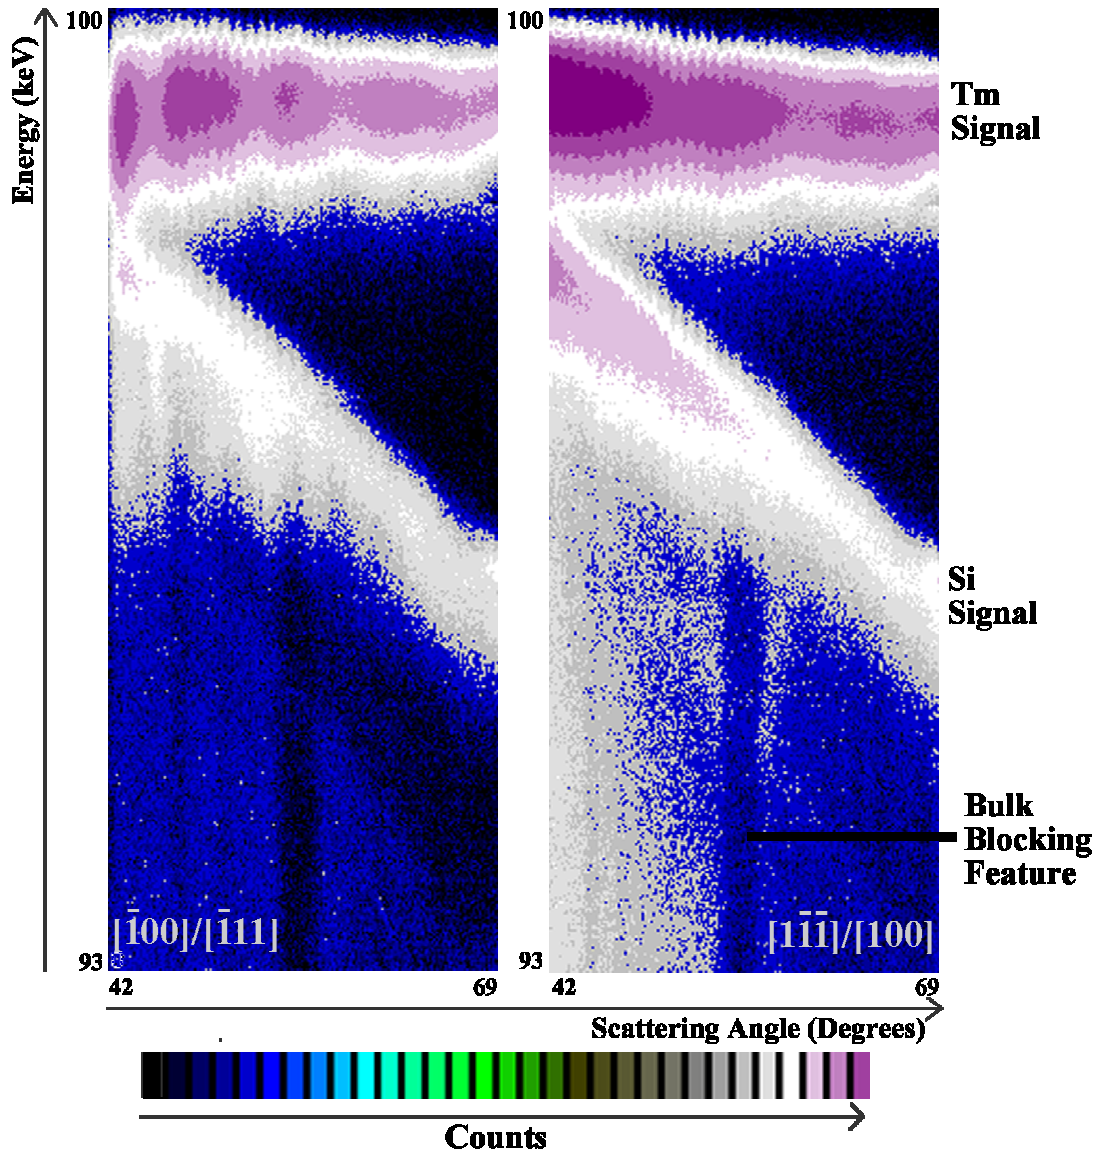 Energy (keV)
100
100
Tm
Signal
Si
Signal
Bulk
Blocking
Feature
[1̄00]/[1̄11]
[11̄1̄]/[100]
93
93
42
69
42
69
Scattering Angle (Degrees)
Counts